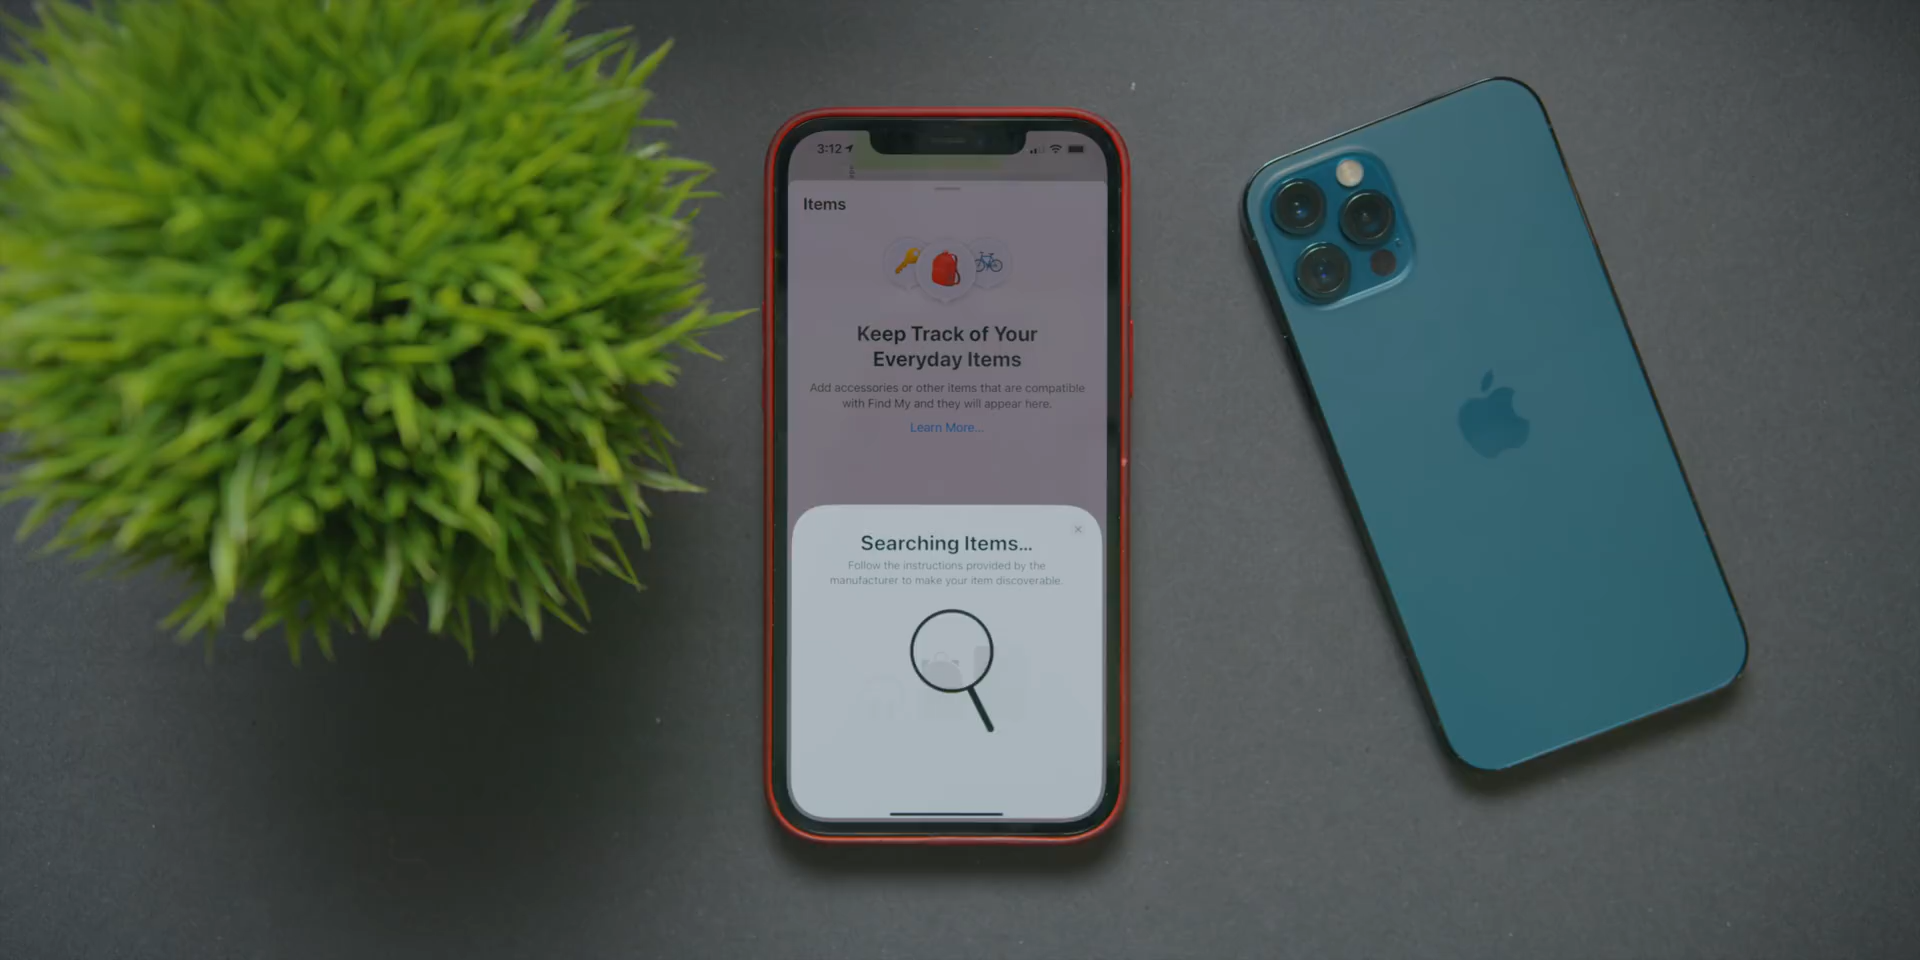 3:12
Items
Keep Track of Your
Everyday Items
Add accessories or other items that are compatible
with Find My and they will appear here.
Learn More...
Searching Items...
Follow the instructions provided by the
manufacturer to make your item discoverable.